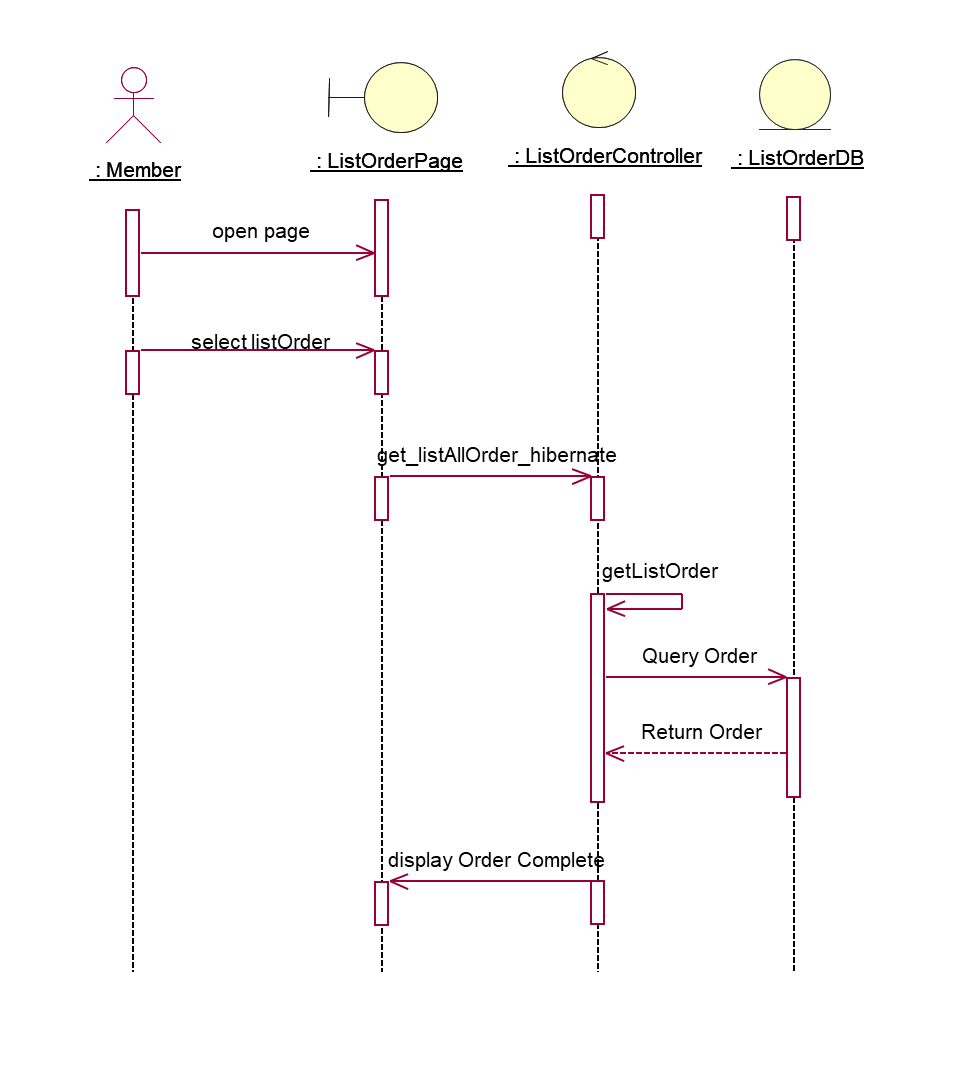 : Member
: ListOrderPage
: ListOrderController
: ListOrderDB
open page
select listOrder
get_listAllOrder_hibernate
getListOrder
Query Order
Return Order
display Order Complete